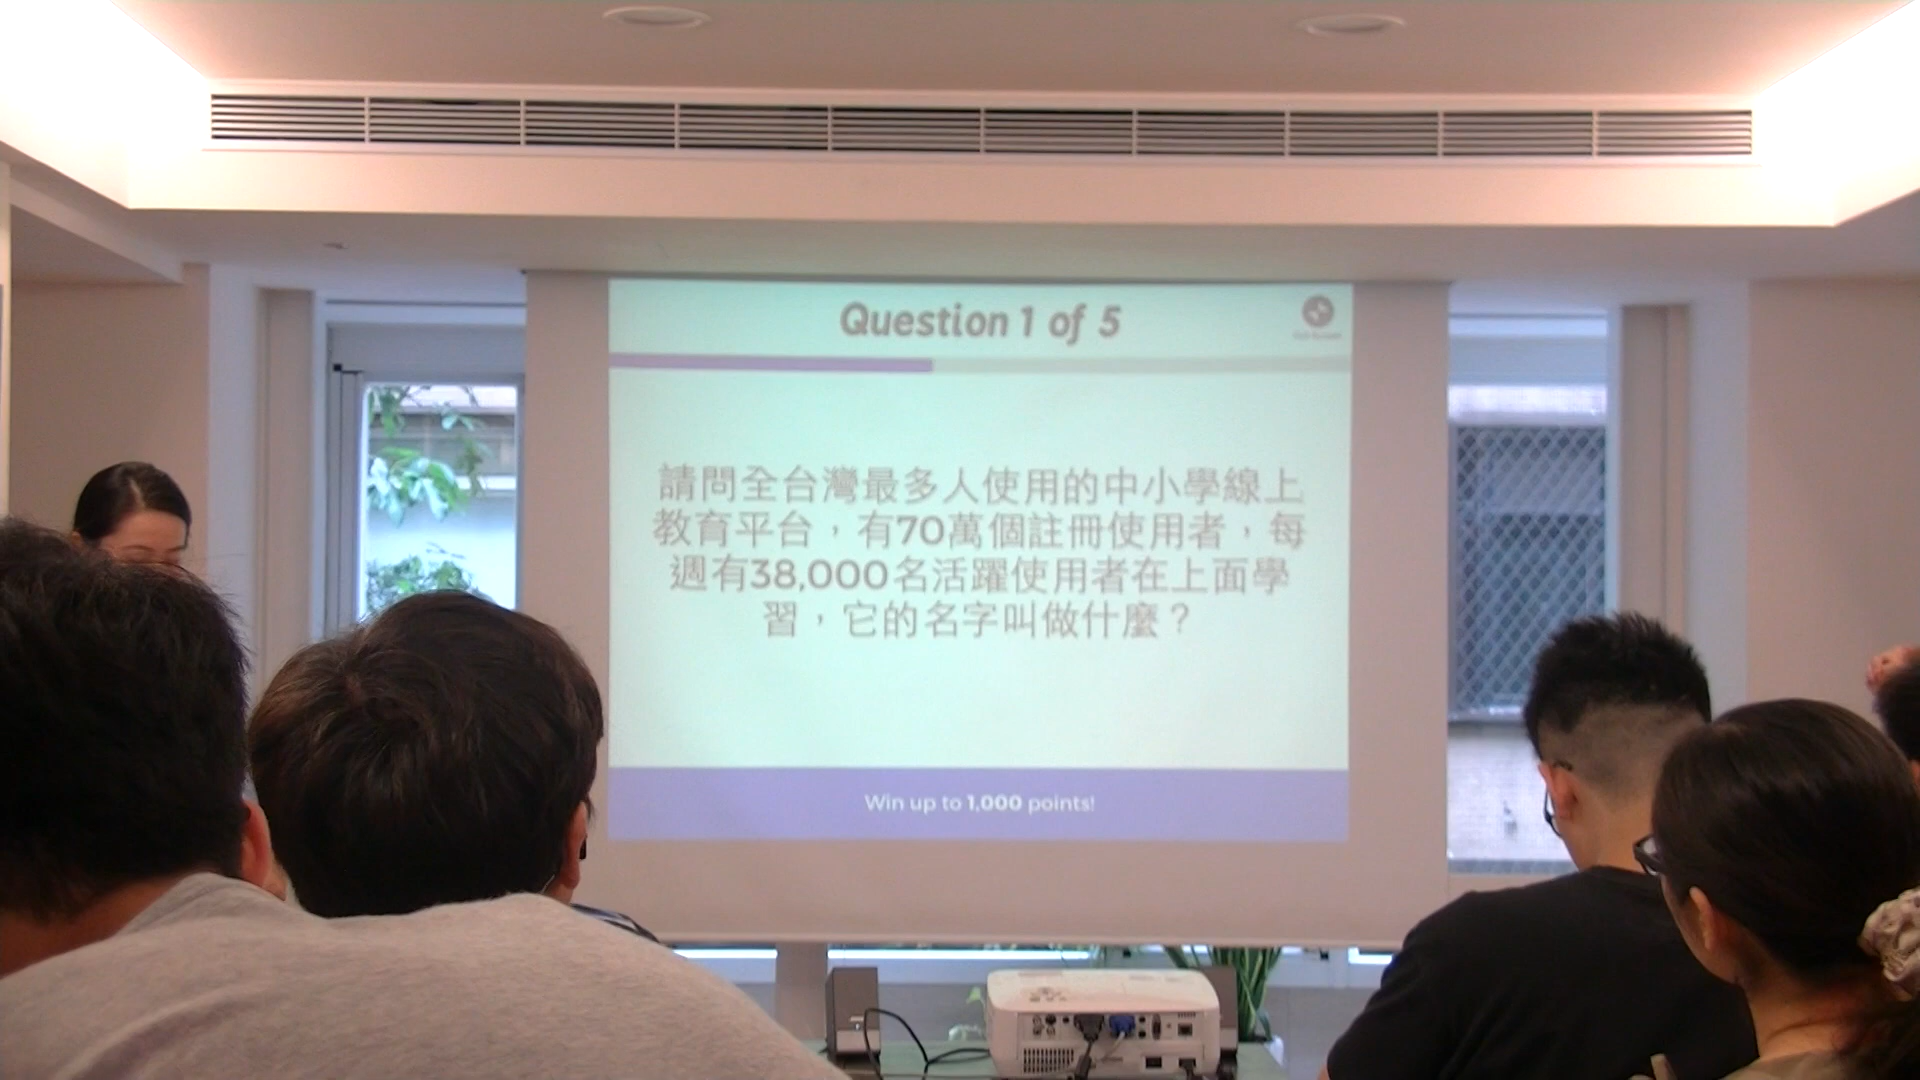 Question 1 of 5
請問全台灣最多人使用的中小學線上
教育平台，有70萬個註冊使用者，每
週有38,000名活躍使用者在上面學
習，它的名字叫做什麼？
Win up to 1,000 points!